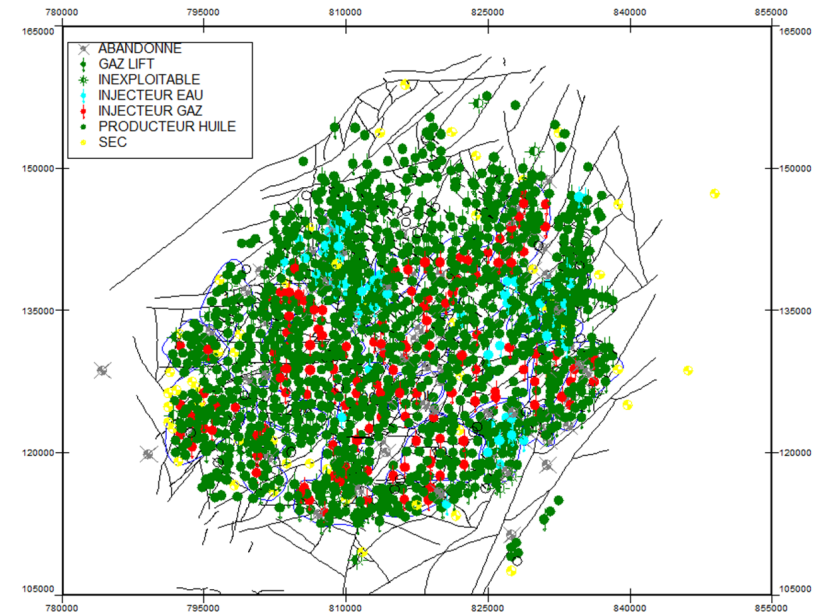 780000 795000 810000 825000 840000 855000
165000 165000
ABANDONNE
GAZ LIFT
INEXPLOITABLE
INJECTEUR EAU
INJECTEUR GAZ
PRODUCTEUR HUILE
SEC
150000 150000
135000 135000
120000 120000
105000 105000
780000 795000 810000 825000 840000 855000